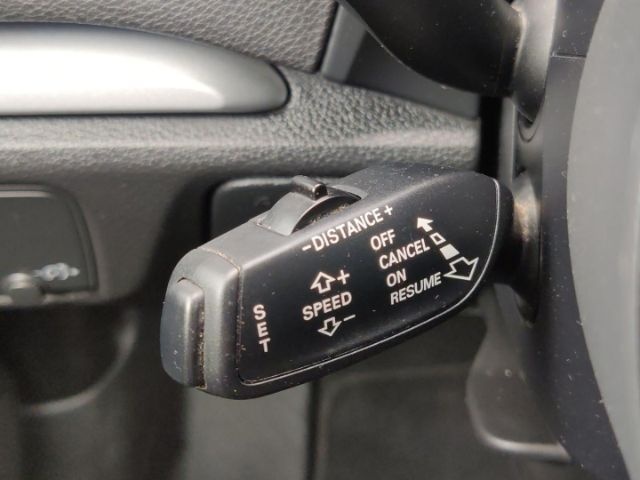 - DISTANCE +
OFF
CANCEL
ON
RESUME
+
SPEED
-
SET